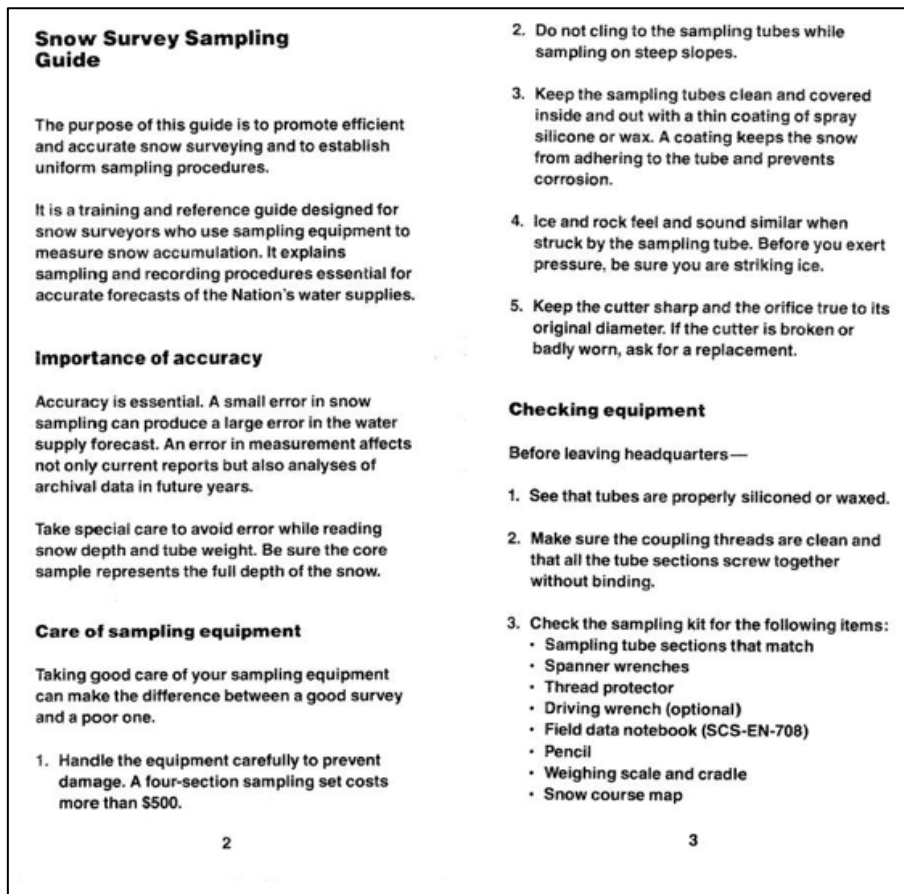 Snow Survey Sampling
Guide
The purpose of this guide is to promote efficient
and accurate snow surveying and to establish
uniform sampling procedures.
It is a training and reference guide designed for
snow surveyors who use sampling equipment to
measure snow accumulation. It explains
sampling and recording procedures essential for
accurate forecasts of the Nation's water supplies.
Importance of accuracy
Accuracy is essential. A small error in snow
sampling can produce a large error in the water
supply forecast. An error in measurement affects
not only current reports but also analyses of
archival data in future years.
Take special care to avoid error while reading
snow depth and tube weight. Be sure the core
sample represents the full depth of the snow.
Care of sampling equipment
Taking good care of your sampling equipment
can make the difference between a good survey
and a poor one.
1. Handle the equipment carefully to prevent
damage. A four-section sampling set costs
more than $500.
2
2. Do not cling to the sampling tubes while
sampling on steep slopes.
3. Keep the sampling tubes clean and covered
inside and out with a thin coating of spray
silicone or wax. A coating keeps the snow
from adhering to the tube and prevents
corrosion.
4. Ice and rock feel and sound similar when
struck by the sampling tube. Before you exert
pressure, be sure you are striking ice.
5. Keep the cutter sharp and the orifice true to its
original diameter. If the cutter is broken or
badly worn, ask for a replacement.
Checking equipment
Before leaving headquarters—
1. See that tubes are properly siliconed or waxed.
2. Make sure the coupling threads are clean and
that all the tube sections screw together
without binding.
3. Check the sampling kit for the following items:
• Sampling tube sections that match
• Spanner wrenches
• Thread protector
• Driving wrench (optional)
• Field data notebook (SCS-EN-708)
• Pencil
• Weighing scale and cradle
• Snow course map
3